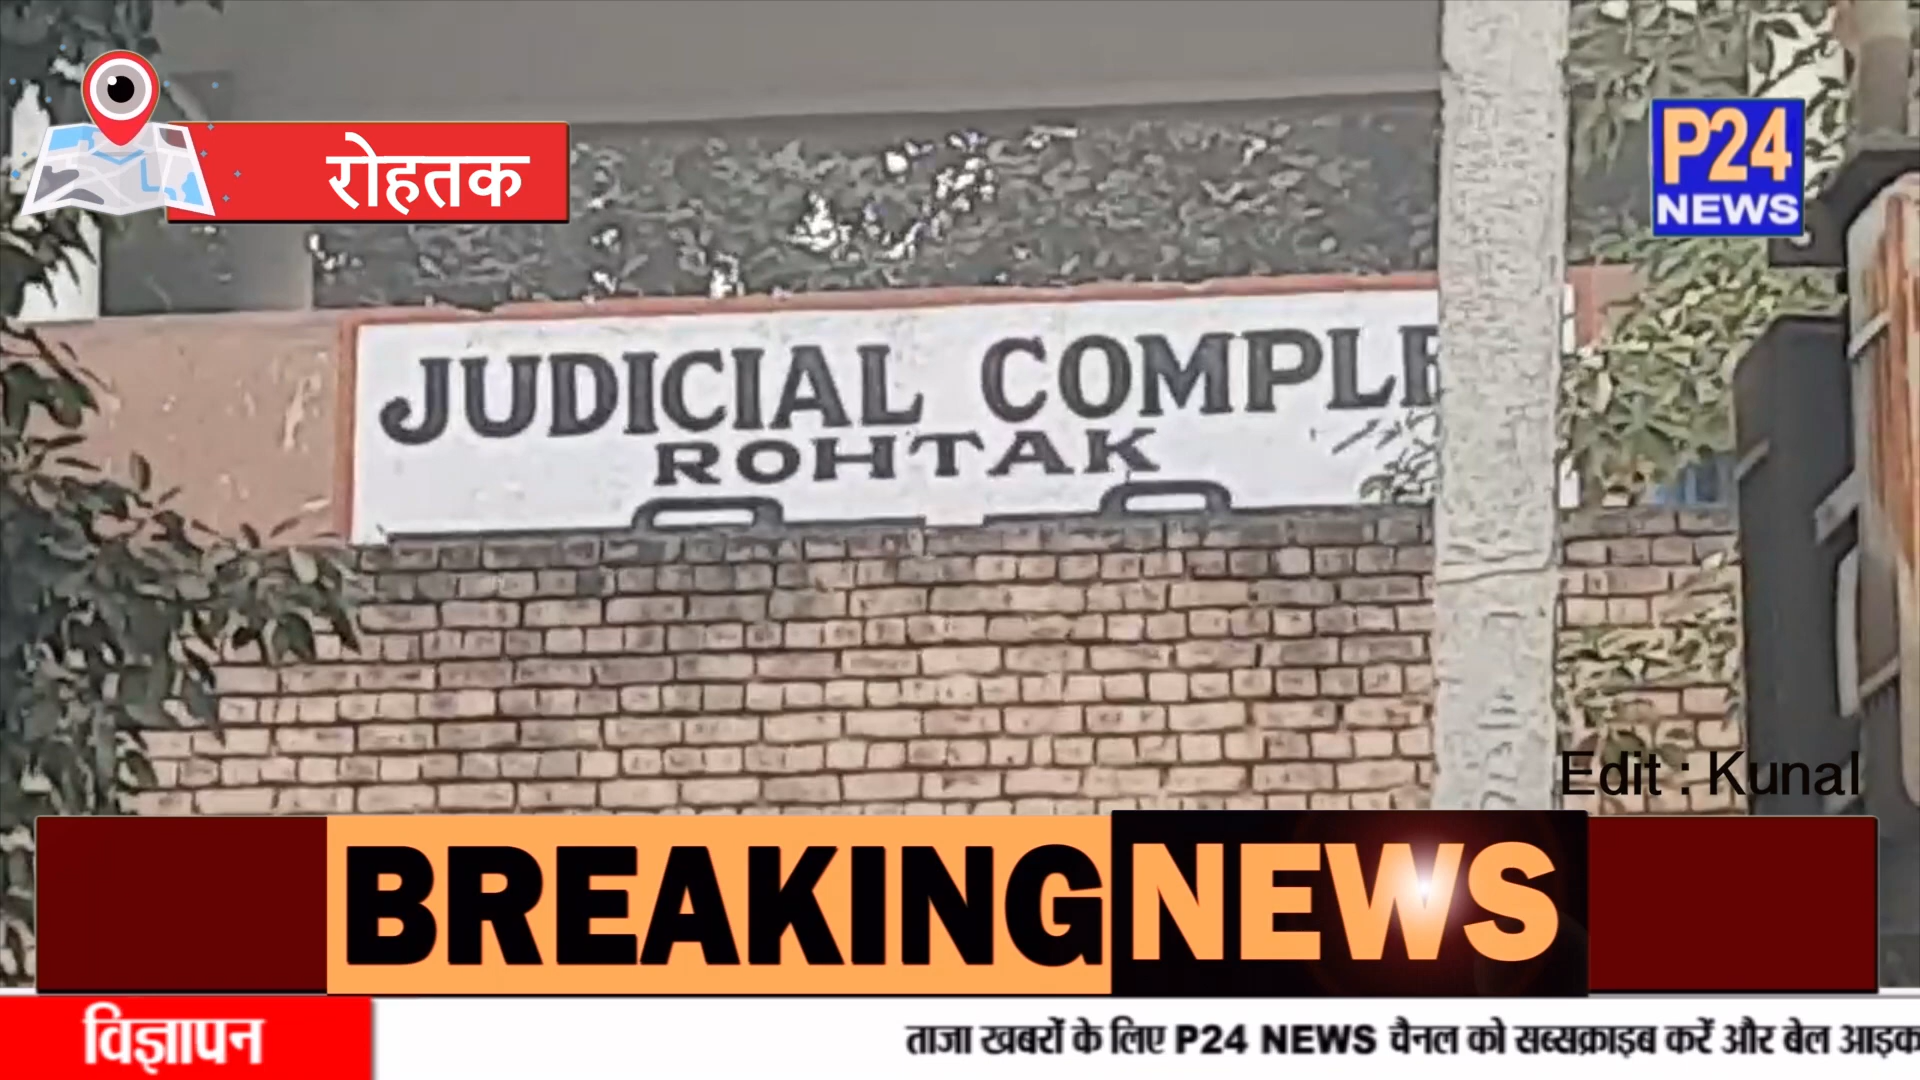 रोहतक
P24
NEWS
JUDICIAL COMPLE
ROHTAK
Edit : Kunal
BREAKING NEWS
विज्ञापन
ताजा खबरों के लिए P24 NEWS चैनल को सब्सक्राइब करें और बेल आइक